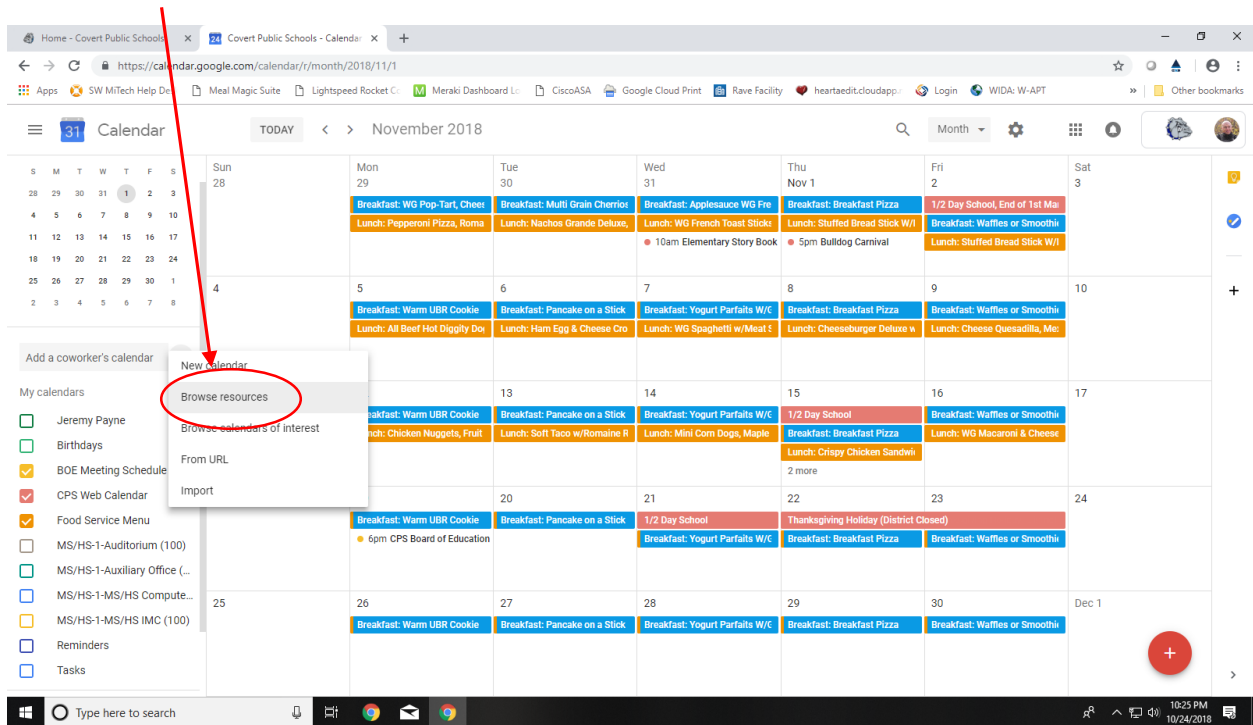 Home - Covert Public Schools
Covert Public Schools - Calendar
https://calendar.google.com/calendar/r/month/2018/11/1
Apps SW MiTech Help De Meal Magic Suite Lightspeed Rocket C Meraki Dashboard Lo CiscoASA Google Cloud Print Rave Facility heartaedit.cloudapp. Login WIDA: W-APT » Other bookmarks
31 Calendar TODAY < > November 2018 Month
S M T W T F S
28 29 30 31 1 2 3
4 5 6 7 8 9 10
11 12 13 14 15 16 17
18 19 20 21 22 23 24
25 26 27 28 29 30 1
2 3 4 5 6 7 8
Add a coworker's calendar
My calendars
Jeremy Payne
Birthdays
BOE Meeting Schedule
CPS Web Calendar
Food Service Menu
MS/HS-1-Auditorium (100)
MS/HS-1-Auxiliary Office (...
MS/HS-1-MS/HS Compute...
MS/HS-1-MS/HS IMC (100)
Reminders
Tasks
New calendar
Browse resources
Browse calendars of interest
From URL
Import
Sun Mon Tue Wed Thu Fri Sat
28 29 30 31 Nov 1 2 3
Breakfast: WG Pop-Tart, Chees
Lunch: Pepperoni Pizza, Roma
Breakfast: Multi Grain Cherrios
Lunch: Nachos Grande Deluxe,
Breakfast: Applesauce WG Fre
Lunch: WG French Toast Sticks
10am Elementary Story Book
Breakfast: Breakfast Pizza
Lunch: Stuffed Bread Stick W/I
5pm Bulldog Carnival
1/2 Day School, End of 1st Mar
Breakfast: Waffles or Smoothie
Lunch: Stuffed Bread Stick W/I
4 5 6 7 8 9 10
Breakfast: Warm UBR Cookie
Lunch: All Beef Hot Diggity Dog
Breakfast: Pancake on a Stick
Lunch: Ham Egg & Cheese Cro
Breakfast: Yogurt Parfaits W/G
Lunch: WG Spaghetti w/Meat S
Breakfast: Breakfast Pizza
Lunch: Cheeseburger Deluxe w
Breakfast: Waffles or Smoothie
Lunch: Cheese Quesadilla, Mex
13 14 15 16 17
eakfast: Warm UBR Cookie
nch: Chicken Nuggets, Fruit
Breakfast: Pancake on a Stick
Lunch: Soft Taco w/Romaine R
Breakfast: Yogurt Parfaits W/G
Lunch: Mini Corn Dogs, Maple
1/2 Day School
Breakfast: Breakfast Pizza
Lunch: Crispy Chicken Sandwic
2 more
Breakfast: Waffles or Smoothie
Lunch: WG Macaroni & Cheese
20 21 22 23 24
Breakfast: Warm UBR Cookie
6pm CPS Board of Education
Breakfast: Pancake on a Stick
1/2 Day School
Breakfast: Yogurt Parfaits W/G
Thanksgiving Holiday (District Closed)
Breakfast: Breakfast Pizza
Breakfast: Waffles or Smoothie
25 26 27 28 29 30 Dec 1
Breakfast: Warm UBR Cookie
Breakfast: Pancake on a Stick
Breakfast: Yogurt Parfaits W/G
Breakfast: Breakfast Pizza
Breakfast: Waffles or Smoothie
Type here to search
10:25 PM
10/24/2018